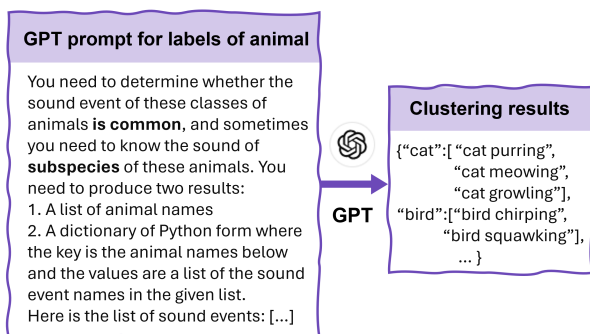 GPT prompt for labels of animal
You need to determine whether the
sound event of these classes of
animals is common, and sometimes
you need to know the sound of
subspecies of these animals. You
need to produce two results:
1. A list of animal names
2. A dictionary of Python form where
the key is the animal names below
and the values are a list of the sound
event names in the given list.
Here is the list of sound events: [...]
GPT
Clustering results
{“cat”:[ “cat purring”,
“cat meowing”,
“cat growling”],
“bird”:[“bird chirping”,
“bird squawking”],
... }